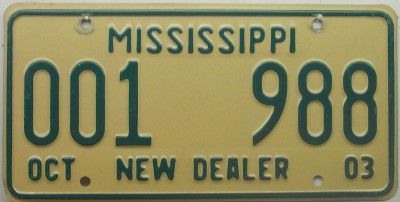 MISSISSIPPI
001 988
OCT NEW DEALER 03